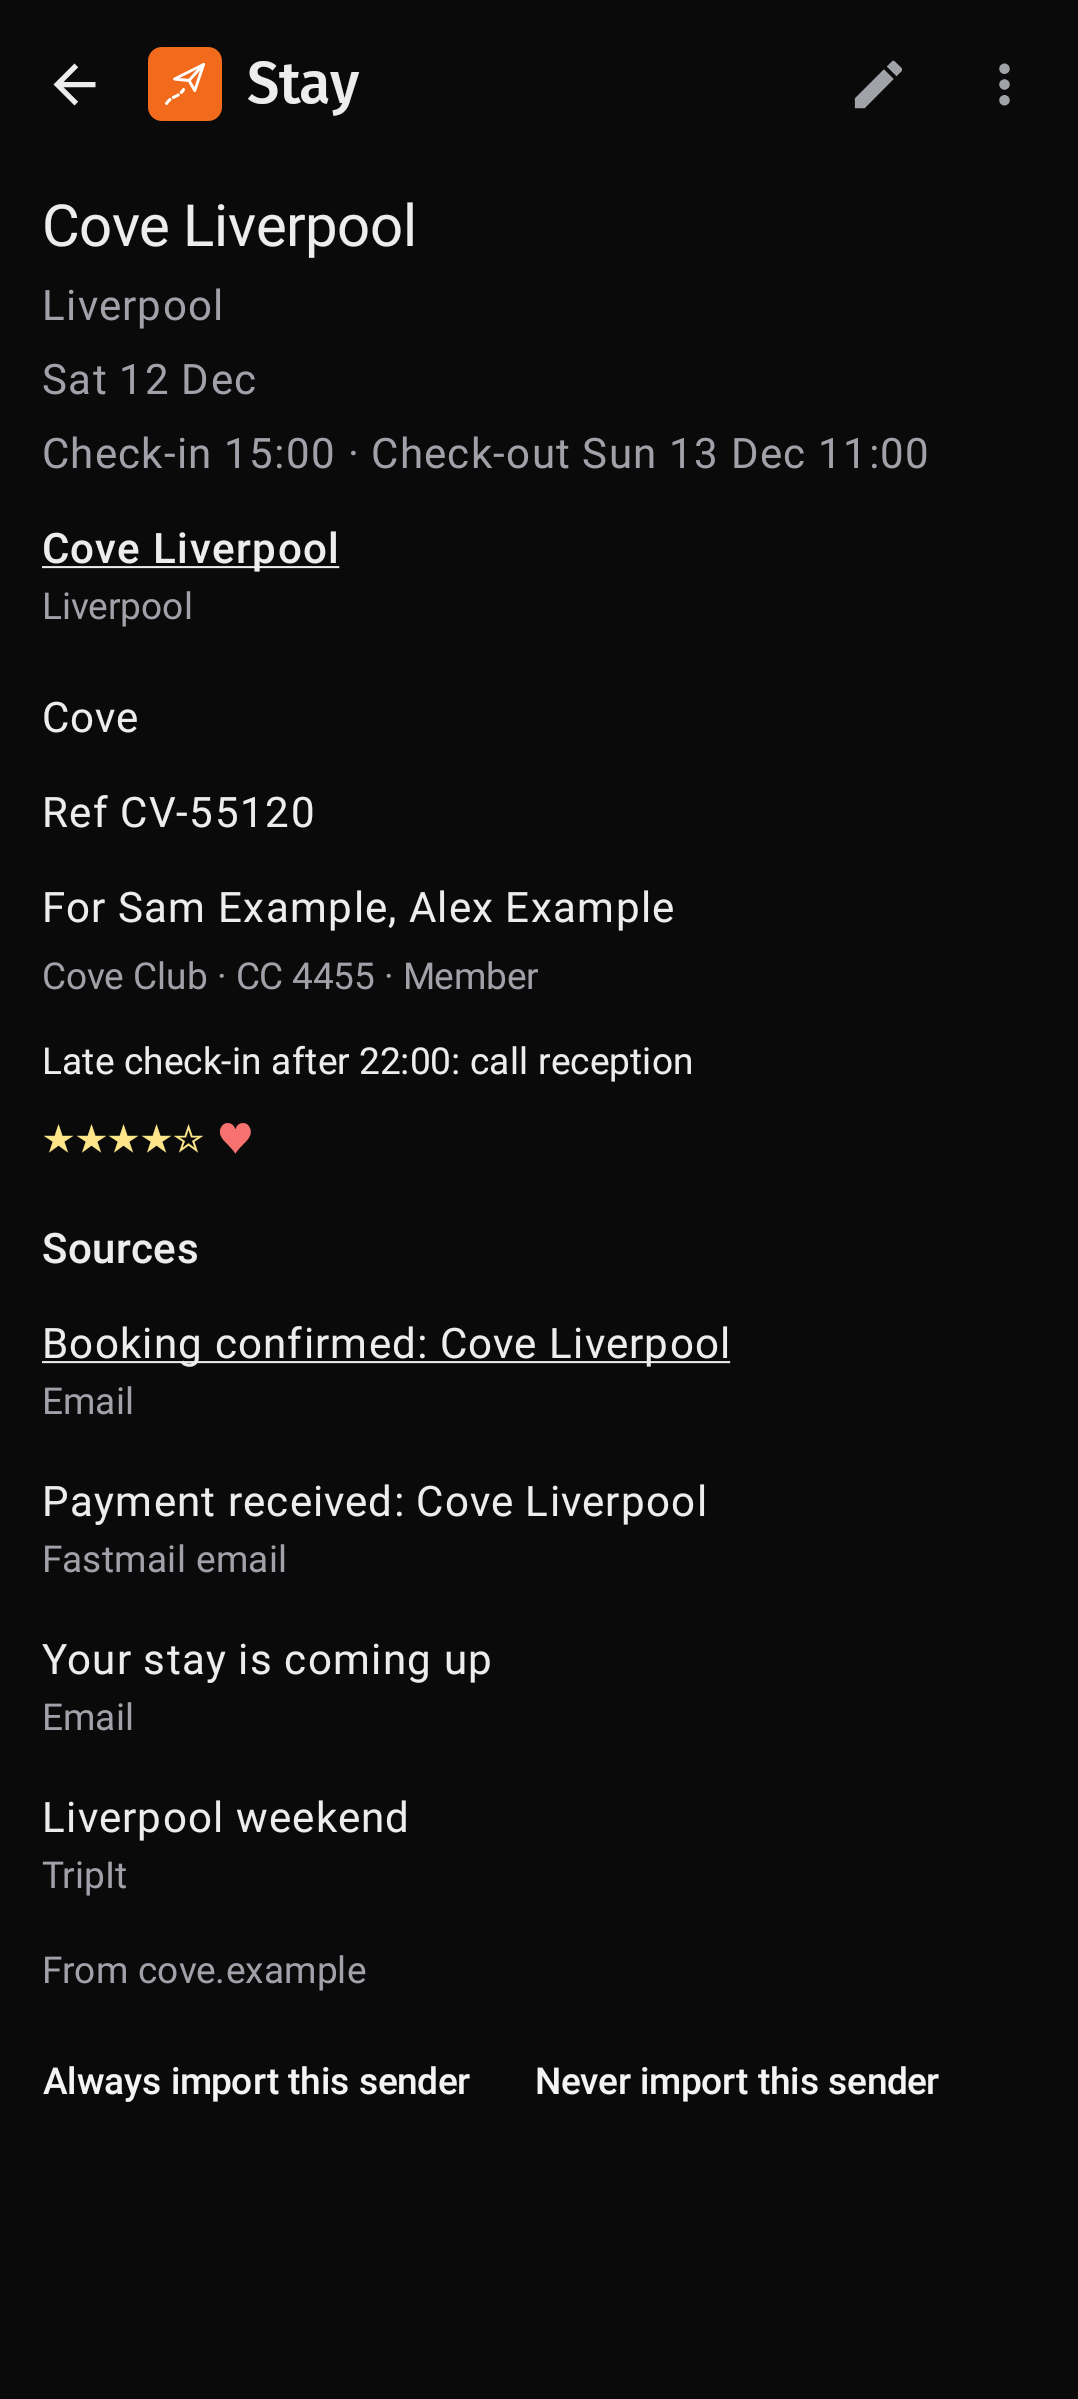 Stay
Cove Liverpool
Liverpool
Sat 12 Dec
Check-in 15:00 · Check-out Sun 13 Dec 11:00
Cove Liverpool
Liverpool
Cove
Ref CV-55120
For Sam Example, Alex Example
Cove Club · CC 4455 · Member
Late check-in after 22:00: call reception
★★★★☆ ♥
Sources
Booking confirmed: Cove Liverpool
Email
Payment received: Cove Liverpool
Fastmail email
Your stay is coming up
Email
Liverpool weekend
TripIt
From cove.example
Always import this sender Never import this sender